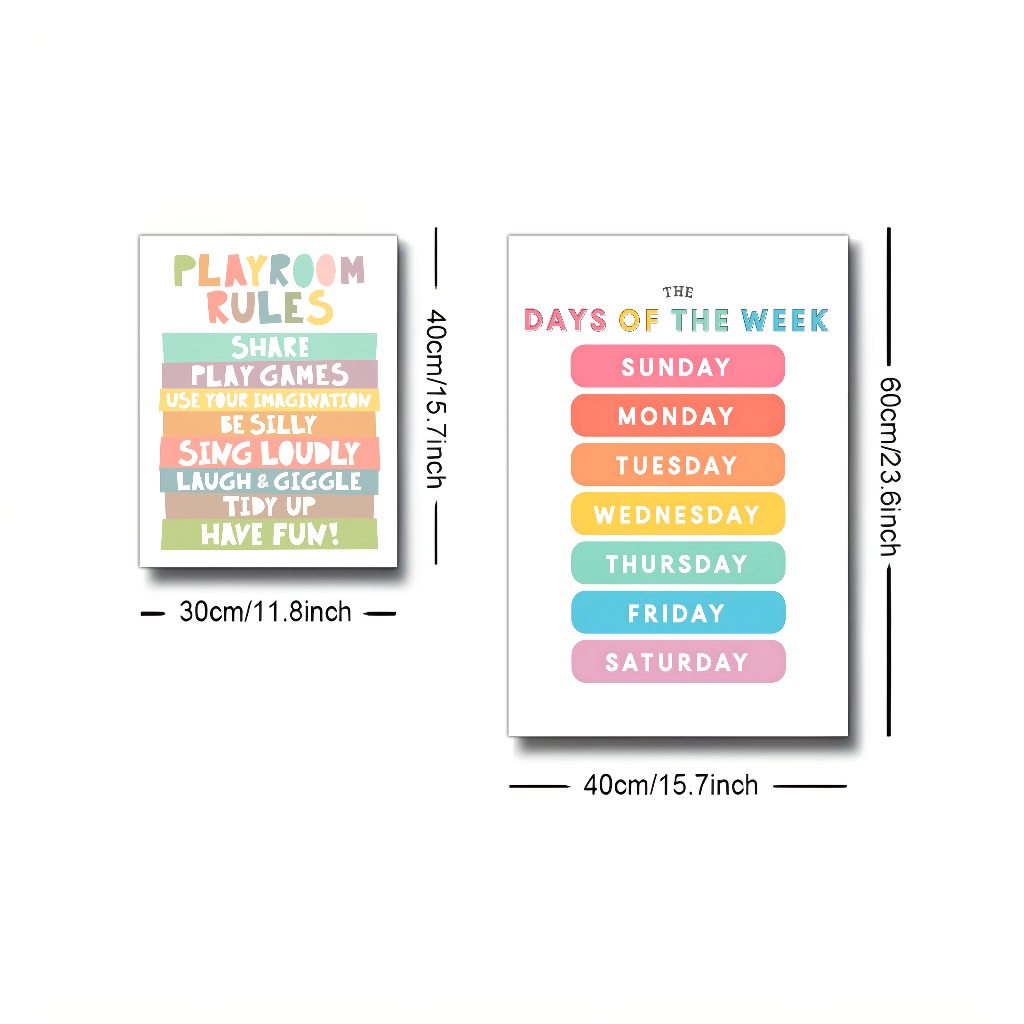 PLAYROOM
RULES
SHARE
PLAY GAMES
USE YOUR IMAGINATION
BE SILLY
SING LOUDLY
LAUGH & GIGGLE
TIDY UP
HAVE FUN!
40cm/15.7inch
30cm/11.8inch
THE
DAYS OF THE WEEK
SUNDAY
MONDAY
TUESDAY
WEDNESDAY
THURSDAY
FRIDAY
SATURDAY
60cm/23.6inch
40cm/15.7inch